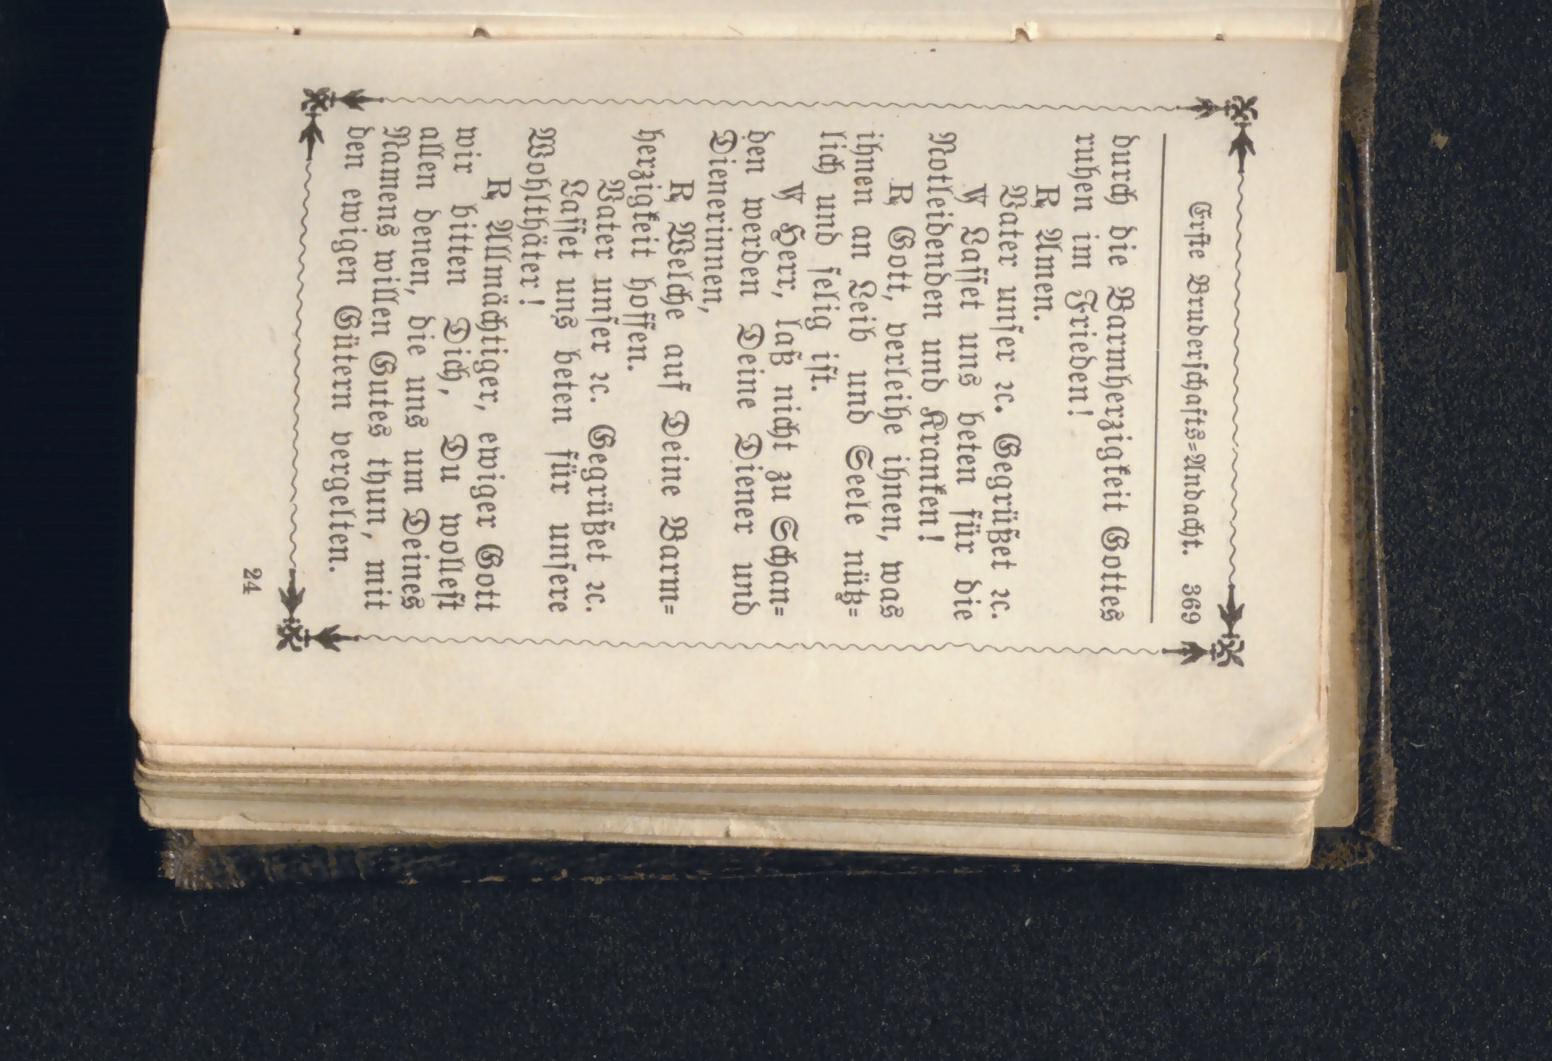 Erste Bruderschafts=Andacht. 369
durch die Barmherzigkeit Gottes
ruhen im Frieden!
℟ Amen.
Vater unser ꝛc. Gegrüßet ꝛc.
℣ Lasset uns beten für die
Notleidenden und Kranken!
℟ Gott, verleihe ihnen, was
ihnen an Leib und Seele nütz=
lich und selig ist.
℣ Herr, laß nicht zu Schan=
den werden Deine Diener und
Dienerinnen,
℟ Welche auf Deine Barm=
herzigkeit hoffen.
Vater unser ꝛc. Gegrüßet ꝛc.
Lasset uns beten für unsere
Wohlthäter!
℟ Allmächtiger, ewiger Gott
wir bitten Dich, Du wollest
allen denen, die uns um Deines
Namens willen Gutes thun, mit
den ewigen Gütern vergelten.
24